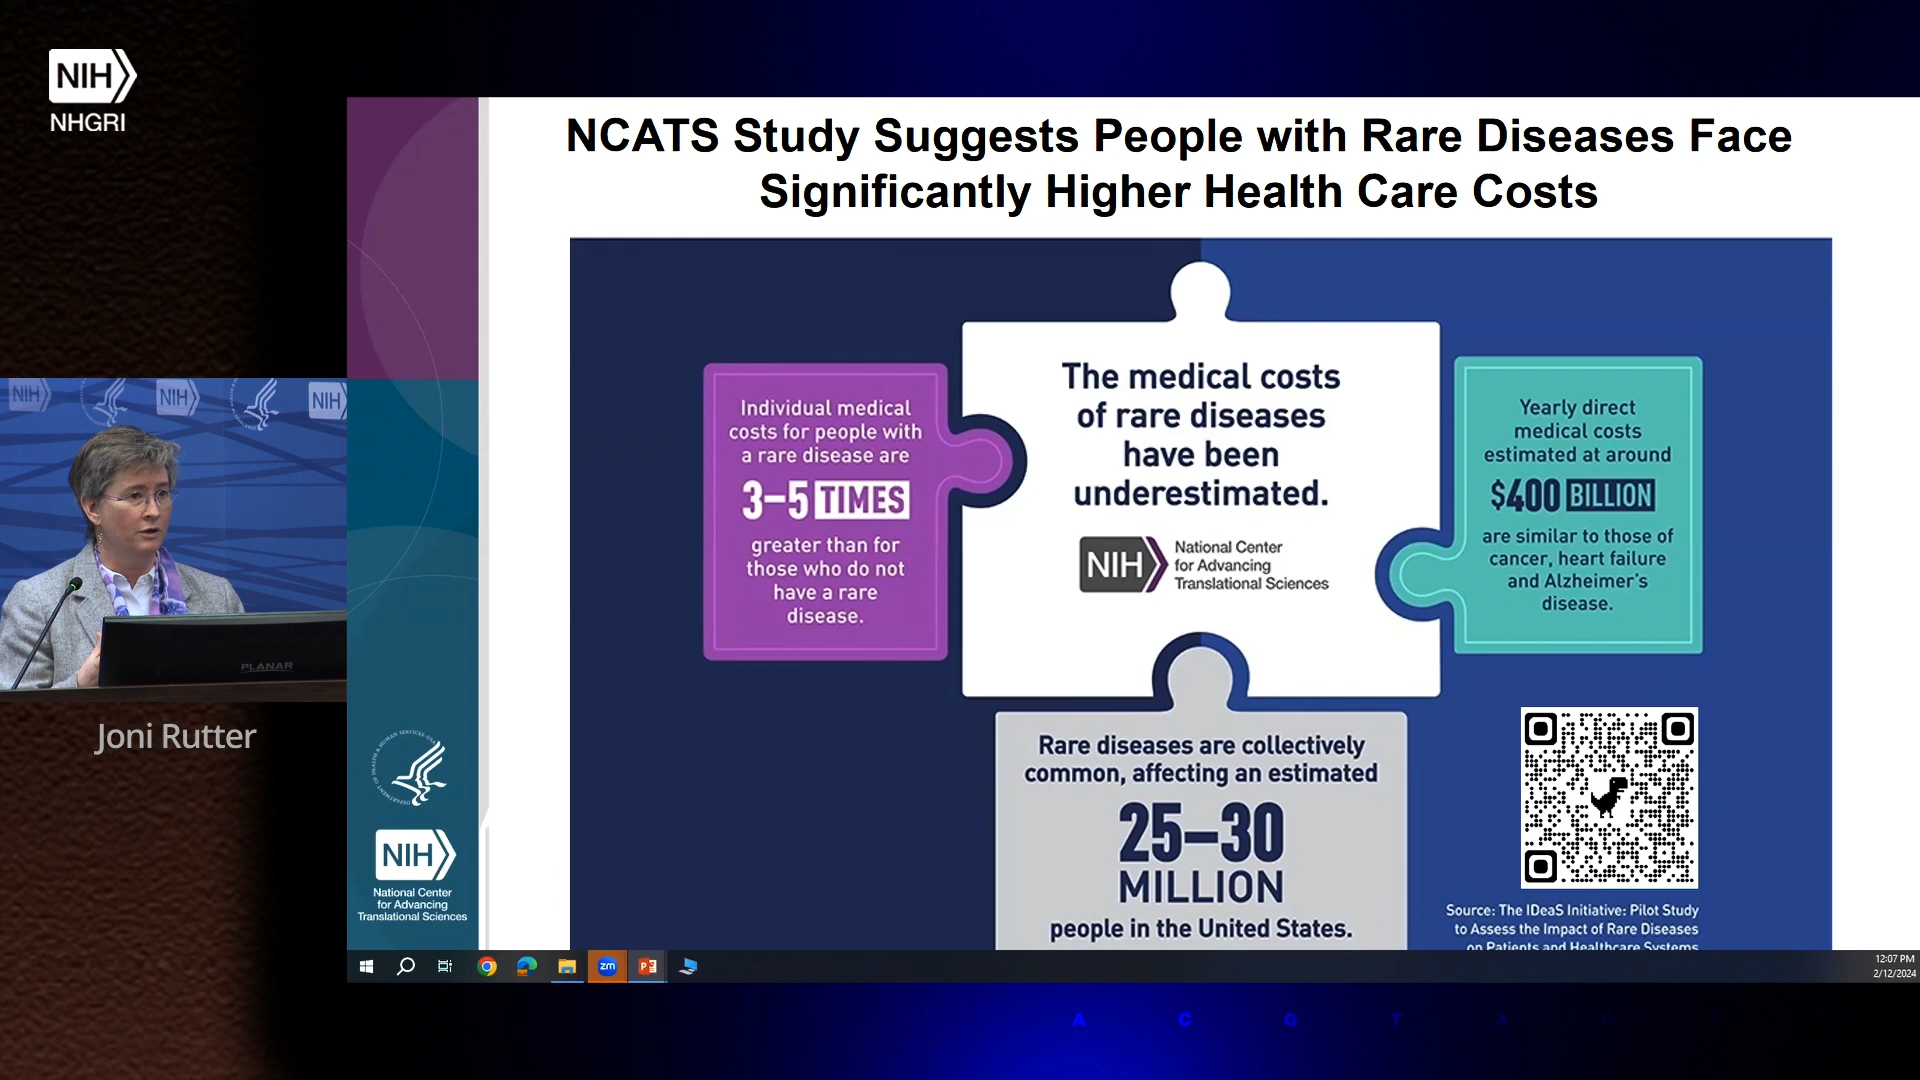 NIH
NHGRI
NCATS Study Suggests People with Rare Diseases Face
Significantly Higher Health Care Costs
Individual medical
costs for people with
a rare disease are
3–5 TIMES
greater than for
those who do not
have a rare
disease.
The medical costs
of rare diseases
have been
underestimated.
NIH
National Center
for Advancing
Translational Sciences
Yearly direct
medical costs
estimated at around
$400 BILLION
are similar to those of
cancer, heart failure
and Alzheimer's
disease.
Rare diseases are collectively
common, affecting an estimated
25–30
MILLION
people in the United States.
Source: The IDeaS Initiative: Pilot Study
to Assess the Impact of Rare Diseases
on Patients and Healthcare Systems
NIH
NIH
NIH
PLANAR
Joni Rutter
NIH
National Center
for Advancing
Translational Sciences
zm
12:07 PM
2/12/2024
A C G T A